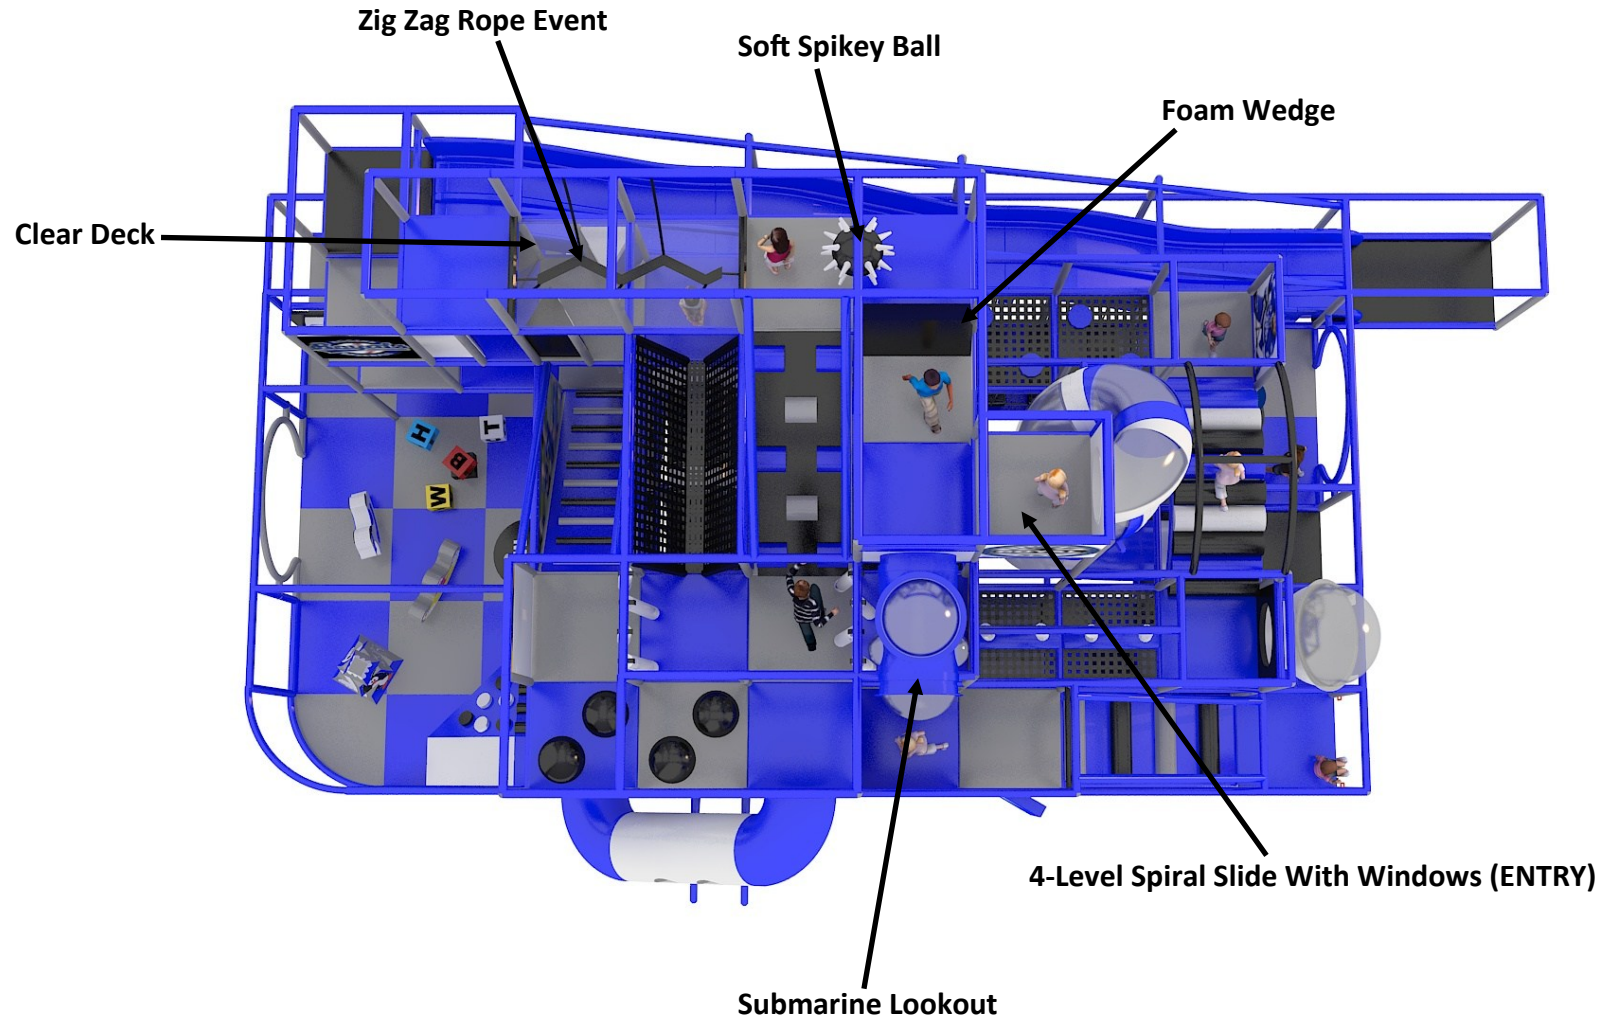 Zig Zag Rope Event
Soft Spikey Ball
Foam Wedge
Clear Deck
H
T
B
W
4-Level Spiral Slide With Windows (ENTRY)
Submarine Lookout